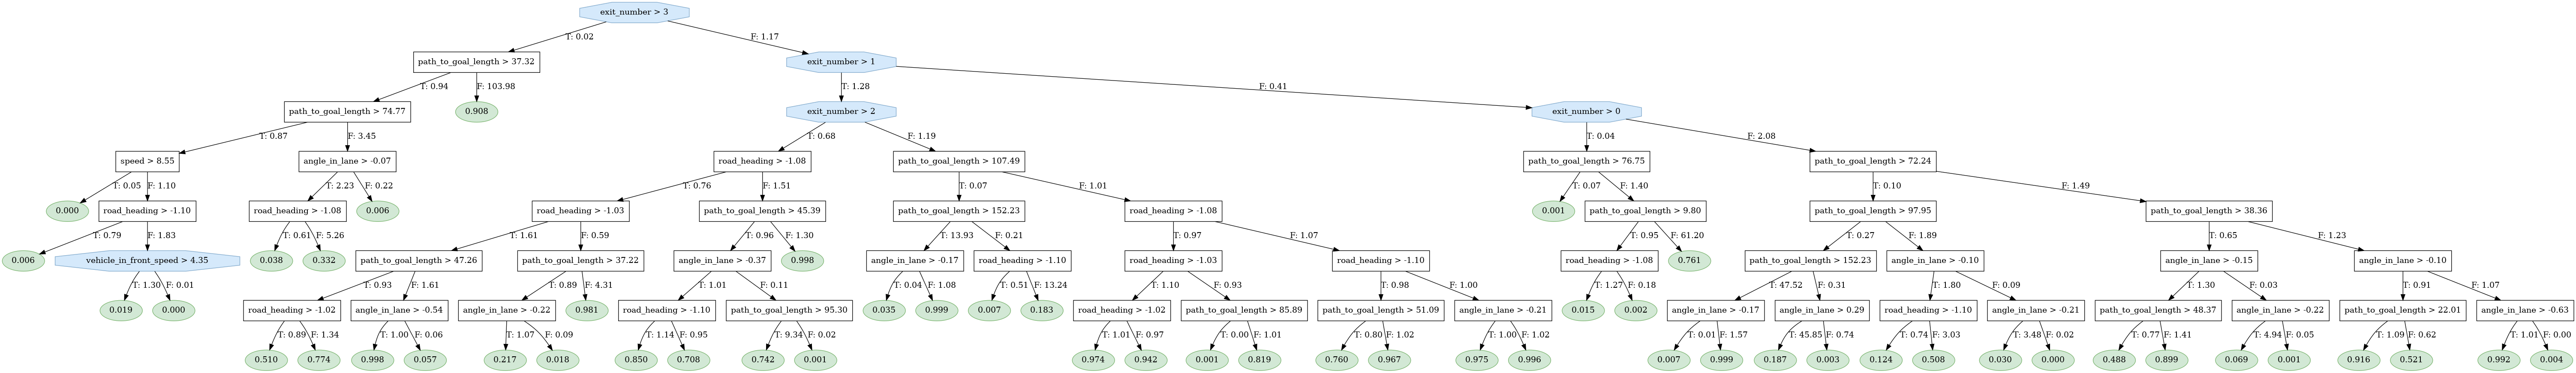 exit_number > 3
T: 0.02
F: 1.17
path_to_goal_length > 37.32
exit_number > 1
T: 0.94
F: 103.98
T: 1.28
F: 0.41
path_to_goal_length > 74.77
0.908
exit_number > 2
exit_number > 0
T: 0.87
F: 3.45
T: 0.68
F: 1.19
T: 0.04
F: 2.08
speed > 8.55
angle_in_lane > -0.07
road_heading > -1.08
path_to_goal_length > 107.49
path_to_goal_length > 76.75
path_to_goal_length > 72.24
T: 0.05
F: 1.10
T: 2.23
F: 0.22
T: 0.76
F: 1.51
T: 0.07
F: 1.01
T: 0.07
F: 1.40
T: 0.10
F: 1.49
0.000
road_heading > -1.10
road_heading > -1.08
0.006
road_heading > -1.03
path_to_goal_length > 45.39
path_to_goal_length > 152.23
road_heading > -1.08
0.001
path_to_goal_length > 9.80
path_to_goal_length > 97.95
path_to_goal_length > 38.36
T: 0.79
F: 1.83
T: 0.61
F: 5.26
T: 1.61
F: 0.59
T: 0.96
F: 1.30
T: 13.93
F: 0.21
T: 0.97
F: 1.07
T: 0.95
F: 61.20
T: 0.27
F: 1.89
T: 0.65
F: 1.23
0.006
vehicle_in_front_speed > 4.35
0.038
0.332
path_to_goal_length > 47.26
path_to_goal_length > 37.22
angle_in_lane > -0.37
0.998
angle_in_lane > -0.17
road_heading > -1.10
road_heading > -1.03
road_heading > -1.10
road_heading > -1.08
0.761
path_to_goal_length > 152.23
angle_in_lane > -0.10
angle_in_lane > -0.15
angle_in_lane > -0.10
T: 1.30
F: 0.01
T: 0.93
F: 1.61
T: 0.89
F: 4.31
T: 1.01
F: 0.11
T: 0.04
F: 1.08
T: 0.51
F: 13.24
T: 1.10
F: 0.93
T: 0.98
F: 1.00
T: 1.27
F: 0.18
T: 47.52
F: 0.31
T: 1.80
F: 0.09
T: 1.30
F: 0.03
T: 0.91
F: 1.07
0.019
0.000
road_heading > -1.02
angle_in_lane > -0.54
angle_in_lane > -0.22
0.981
road_heading > -1.10
path_to_goal_length > 95.30
0.035
0.999
0.007
0.183
road_heading > -1.02
path_to_goal_length > 85.89
path_to_goal_length > 51.09
angle_in_lane > -0.21
0.015
0.002
angle_in_lane > -0.17
angle_in_lane > 0.29
road_heading > -1.10
angle_in_lane > -0.21
path_to_goal_length > 48.37
angle_in_lane > -0.22
path_to_goal_length > 22.01
angle_in_lane > -0.63
T: 0.89
F: 1.34
T: 1.00
F: 0.06
T: 1.07
F: 0.09
T: 1.14
F: 0.95
T: 9.34
F: 0.02
T: 1.01
F: 0.97
T: 0.00
F: 1.01
T: 0.80
F: 1.02
T: 1.00
F: 1.02
T: 0.01
F: 1.57
T: 45.85
F: 0.74
T: 0.74
F: 3.03
T: 3.48
F: 0.02
T: 0.77
F: 1.41
T: 4.94
F: 0.05
T: 1.09
F: 0.62
T: 1.01
F: 0.00
0.510
0.774
0.998
0.057
0.217
0.018
0.850
0.708
0.742
0.001
0.974
0.942
0.001
0.819
0.760
0.967
0.975
0.996
0.007
0.999
0.187
0.003
0.124
0.508
0.030
0.000
0.488
0.899
0.069
0.001
0.916
0.521
0.992
0.004